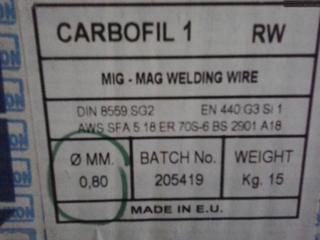 CARBOFIL 1 RW
MIG - MAG WELDING WIRE
DIN 8559 SG2 EN 440 G3 Si 1
AWS SFA 5 18 ER 70S-6 BS 2901 A18
Ø MM. BATCH No. WEIGHT
0,80 205419 Kg. 15
MADE IN E.U.